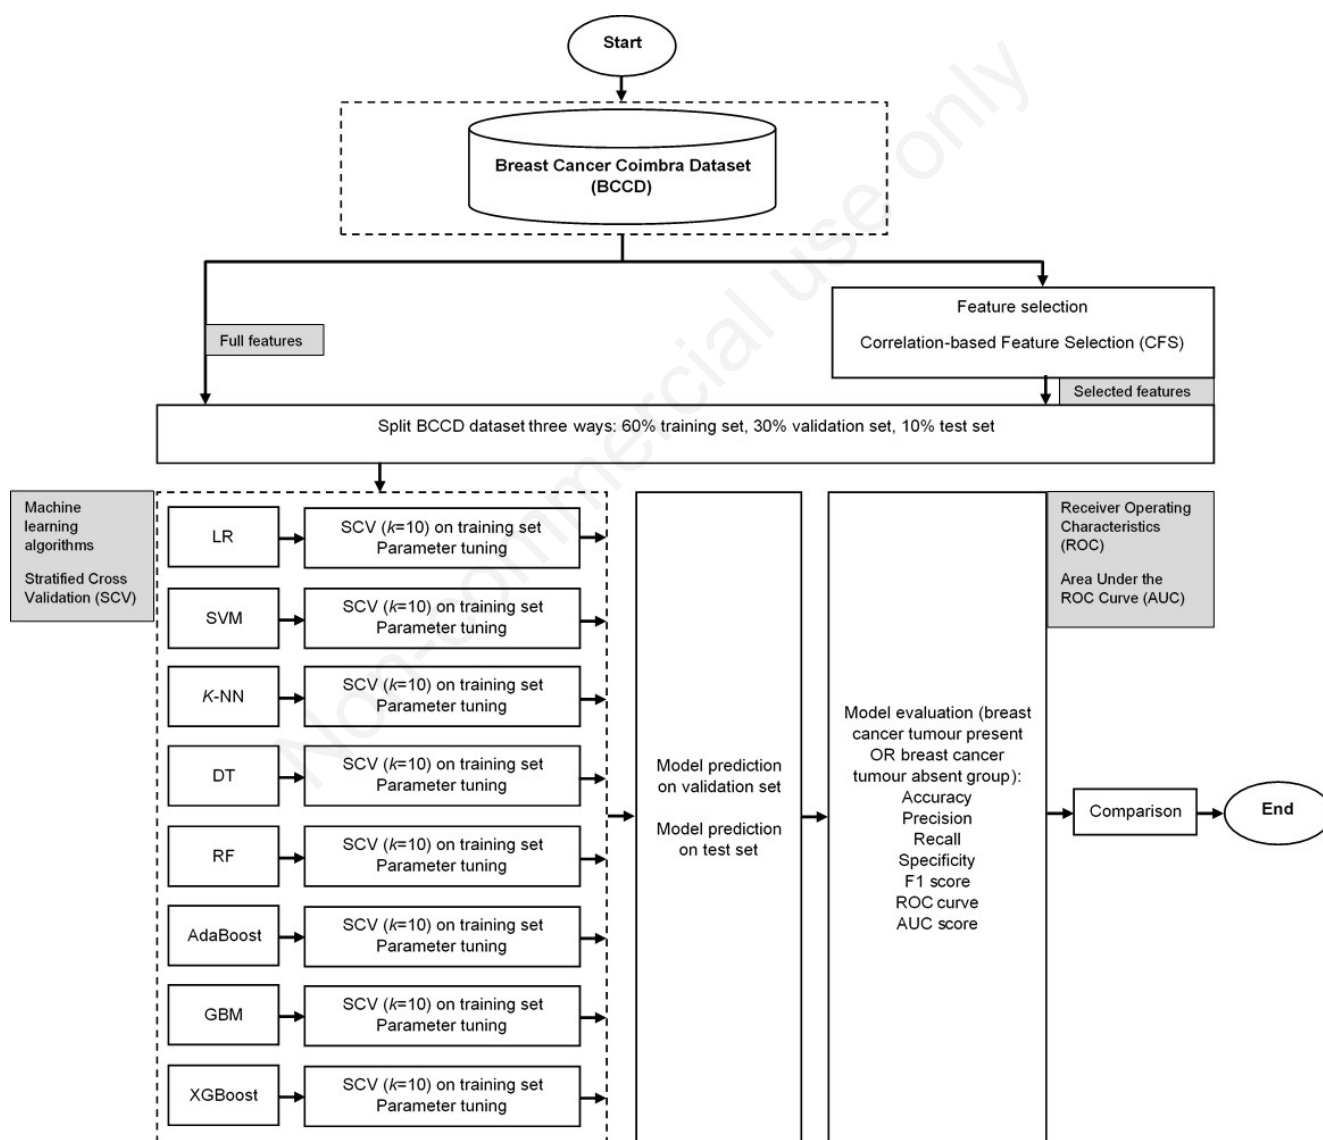 Start
Breast Cancer Coimbra Dataset
(BCCD)
Feature selection
Correlation-based Feature Selection (CFS)
Full features
Selected features
Split BCCD dataset three ways: 60% training set, 30% validation set, 10% test set
Machine
learning
algorithms
Stratified Cross
Validation (SCV)
LR
SCV (k=10) on training set
Parameter tuning
SVM
SCV (k=10) on training set
Parameter tuning
K-NN
SCV (k=10) on training set
Parameter tuning
DT
SCV (k=10) on training set
Parameter tuning
RF
SCV (k=10) on training set
Parameter tuning
AdaBoost
SCV (k=10) on training set
Parameter tuning
GBM
SCV (k=10) on training set
Parameter tuning
XGBoost
SCV (k=10) on training set
Parameter tuning
Model prediction
on validation set
Model prediction
on test set
Model evaluation (breast
cancer tumour present
OR breast cancer
tumour absent group):
Accuracy
Precision
Recall
Specificity
F1 score
ROC curve
AUC score
Receiver Operating
Characteristics
(ROC)
Area Under the
ROC Curve (AUC)
Comparison
End
Non-commercial use only